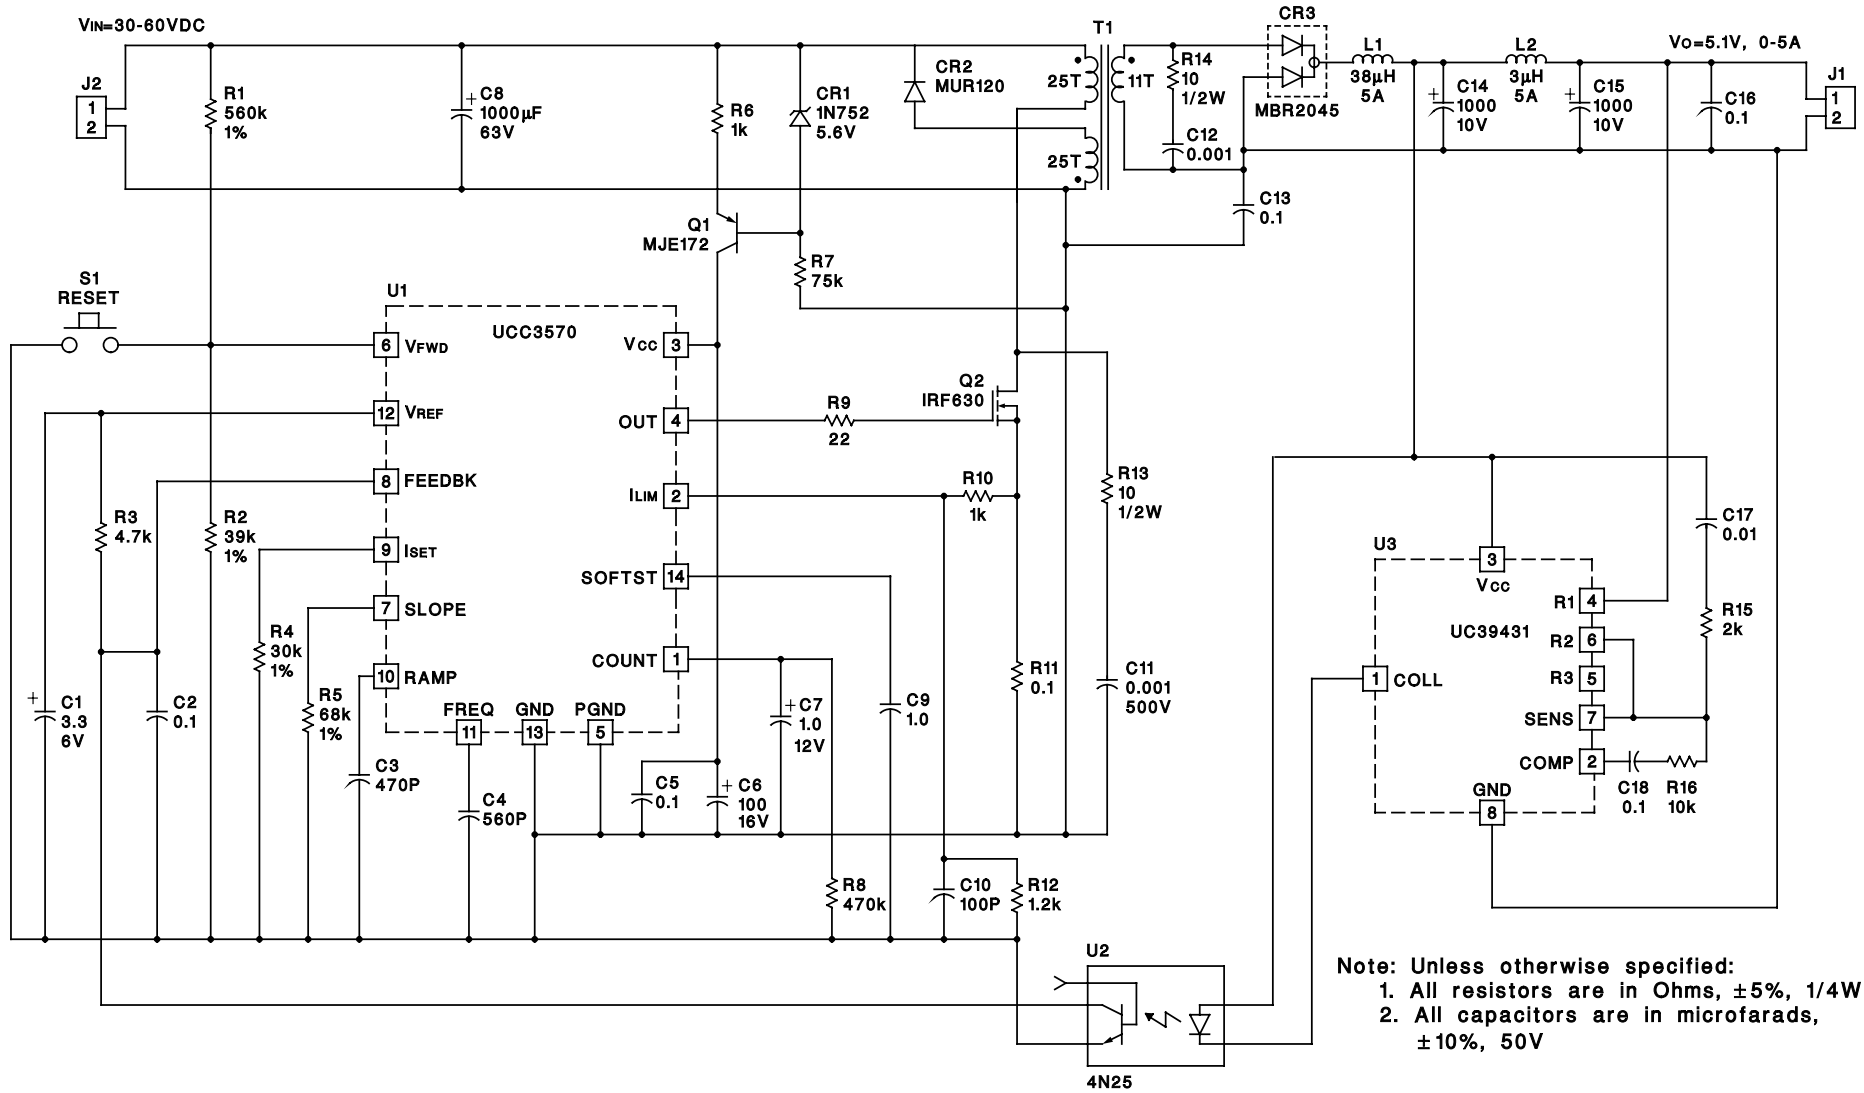 VIN=30-60VDC
J2
1
2
R1
560k
1%
C8
+
1000µF
63V
R6
1k
CR1
1N752
5.6V
CR2
MUR120
T1
25T
25T
11T
R14
10
1/2W
C12
0.001
CR3
MBR2045
L1
38µH
5A
C14
+
1000
10V
L2
3µH
5A
C15
+
1000
10V
VO=5.1V, 0-5A
C16
0.1
J1
1
2
C13
0.1
Q1
MJE172
R7
75k
S1
RESET
U1
UCC3570
6 VFWD
12 VREF
8 FEEDBK
9 ISET
7 SLOPE
10 RAMP
FREQ
11
GND
13
PGND
5
VCC 3
OUT 4
ILIM 2
SOFTST 14
COUNT 1
R9
22
Q2
IRF630
R10
1k
R13
10
1/2W
R11
0.1
C11
0.001
500V
R3
4.7k
R2
39k
1%
R4
30k
1%
R5
68k
1%
+
C1
3.3
6V
C2
0.1
C3
470P
C4
560P
C5
0.1
+
C6
100
16V
+
C7
1.0
12V
C9
1.0
R8
470k
C10
100P
R12
1.2k
U3
UC39431
3
VCC
R1 4
R2 6
R3 5
SENS 7
COMP 2
1 COLL
GND
8
C17
0.01
R15
2k
C18
0.1
R16
10k
U2
4N25
Note: Unless otherwise specified:
1. All resistors are in Ohms, ±5%, 1/4W
2. All capacitors are in microfarads,
±10%, 50V